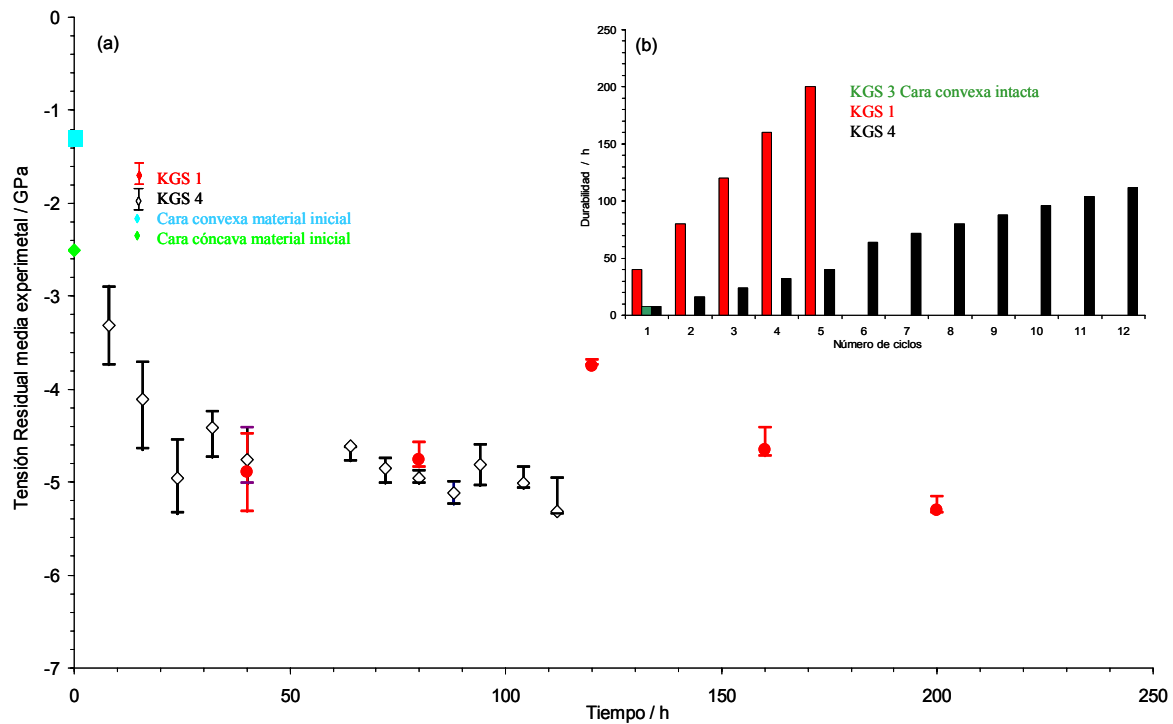 (a)
Tensión Residual media experimetal / GPa
0
-1
-2
-3
-4
-5
-6
-7
KGS 1
KGS 4
Cara convexa material inicial
Cara cóncava material inicial
0
50
100
150
200
250
Tiempo / h
(b)
Durabilidad / h
250
200
150
100
50
0
KGS 3 Cara convexa intacta
KGS 1
KGS 4
1
2
3
4
5
6
7
8
9
10
11
12
Número de ciclos